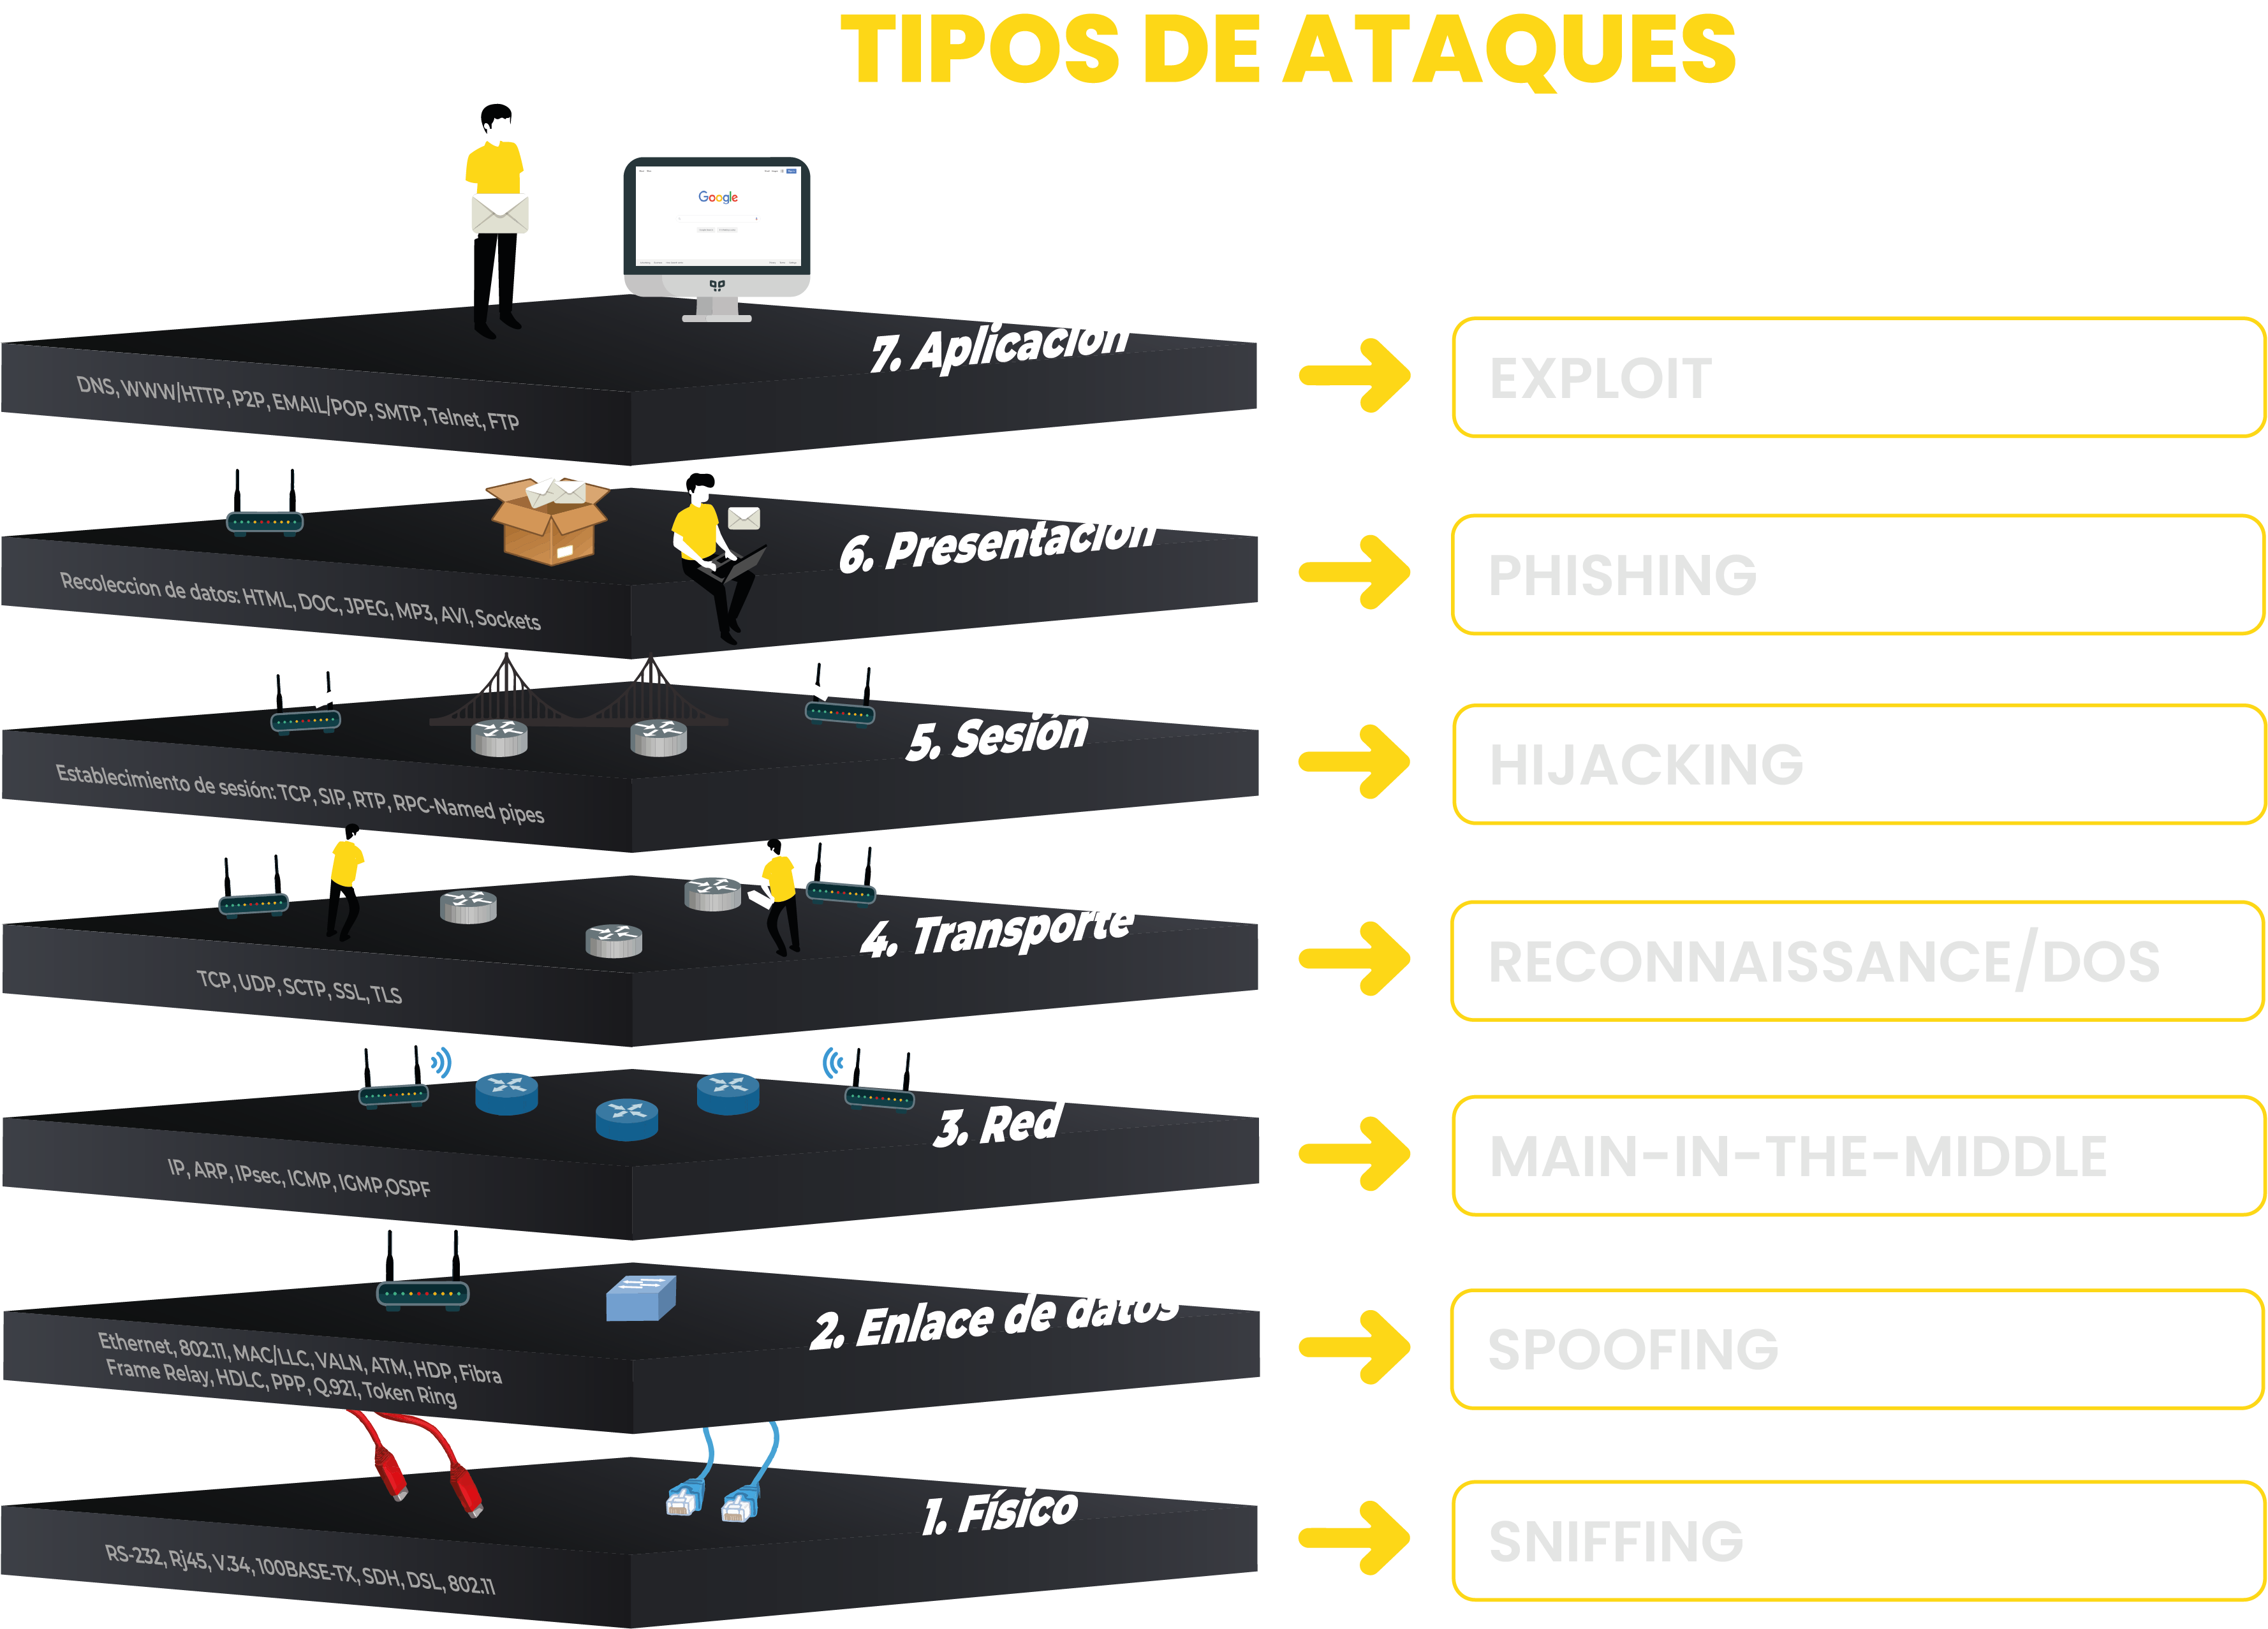 TIPOS DE ATAQUES
Google
7. Aplicación
DNS, WWW/HTTP, P2P, EMAIL/POP, SMTP, Telnet, FTP
EXPLOIT
6. Presentación
Recoleccion de datos: HTML, DOC, JPEG, MP3, AVI, Sockets
PHISHING
5. Sesión
Establecimiento de sesión: TCP, SIP, RTP, RPC-Named pipes
HIJACKING
4. Transporte
TCP, UDP, SCTP, SSL, TLS
RECONNAISSANCE/DOS
3. Red
IP, ARP, IPsec, ICMP, IGMP,OSPF
MAIN-IN-THE-MIDDLE
2. Enlace de datos
Ethernet, 802.11, MAC/LLC, VALN, ATM, HDP, Fibra
Frame Relay, HDLC, PPP, Q.921, Token Ring
SPOOFING
1. Físico
RS-232, Rj45, V.34, 100BASE-TX, SDH, DSL, 802.11
SNIFFING